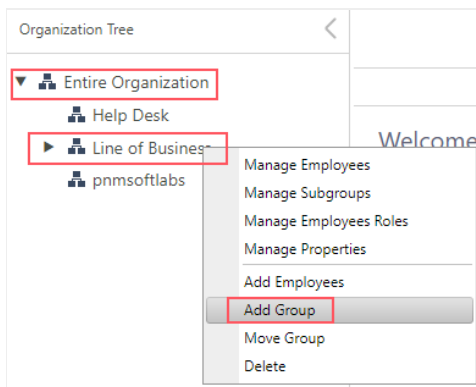 Organization Tree
Entire Organization
Help Desk
Line of Business
pnmsoftlabs
Welcome
Manage Employees
Manage Subgroups
Manage Employees Roles
Manage Properties
Add Employees
Add Group
Move Group
Delete